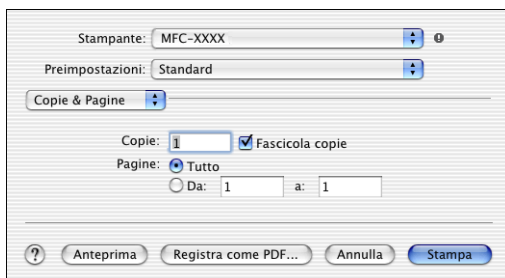 Stampante: MFC-XXXX
Preimpostazioni: Standard
Copie & Pagine
Copie: 1 Fascicola copie
Pagine: Tutto
Da: 1 a: 1
? Anteprima Registra come PDF... Annulla Stampa